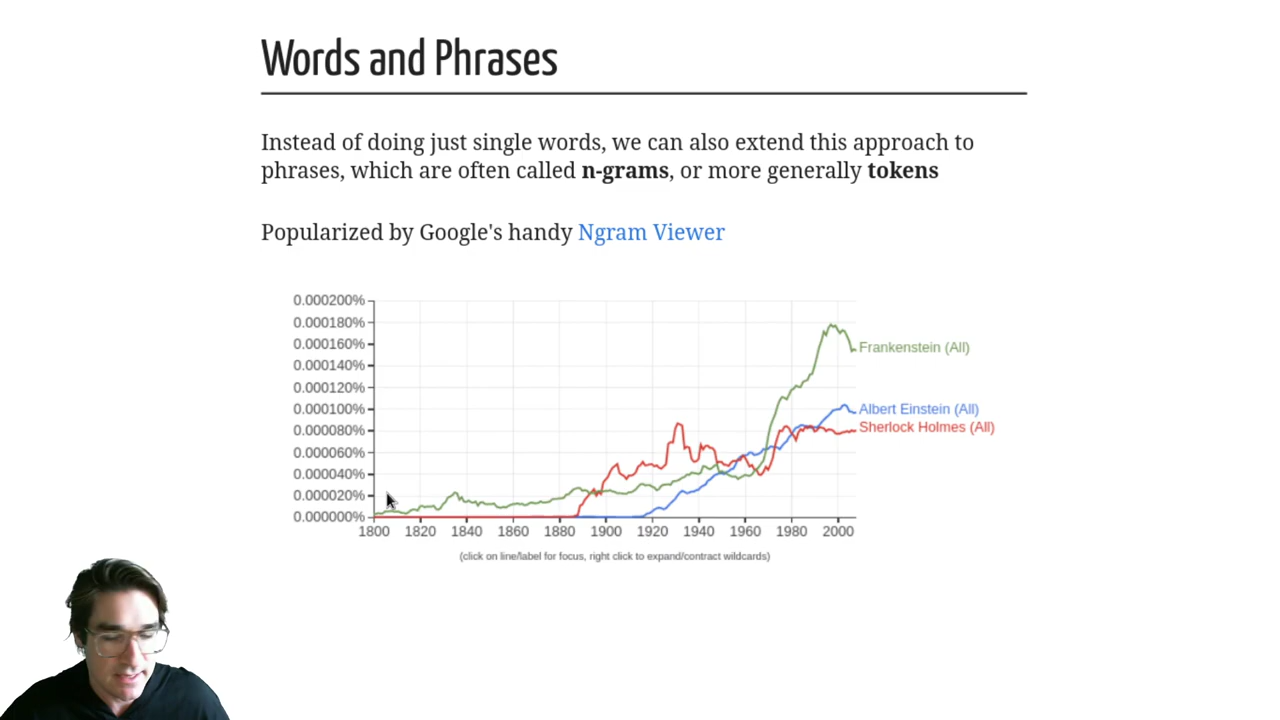 Words and Phrases
Instead of doing just single words, we can also extend this approach to
phrases, which are often called n-grams, or more generally tokens
Popularized by Google's handy Ngram Viewer
0.000200%
0.000180%
0.000160%
0.000140%
0.000120%
0.000100%
0.000080%
0.000060%
0.000040%
0.000020%
0.000000%
Frankenstein (All)
Albert Einstein (All)
Sherlock Holmes (All)
1800 1820 1840 1860 1880 1900 1920 1940 1960 1980 2000
(click on line/label for focus, right click to expand/contract wildcards)